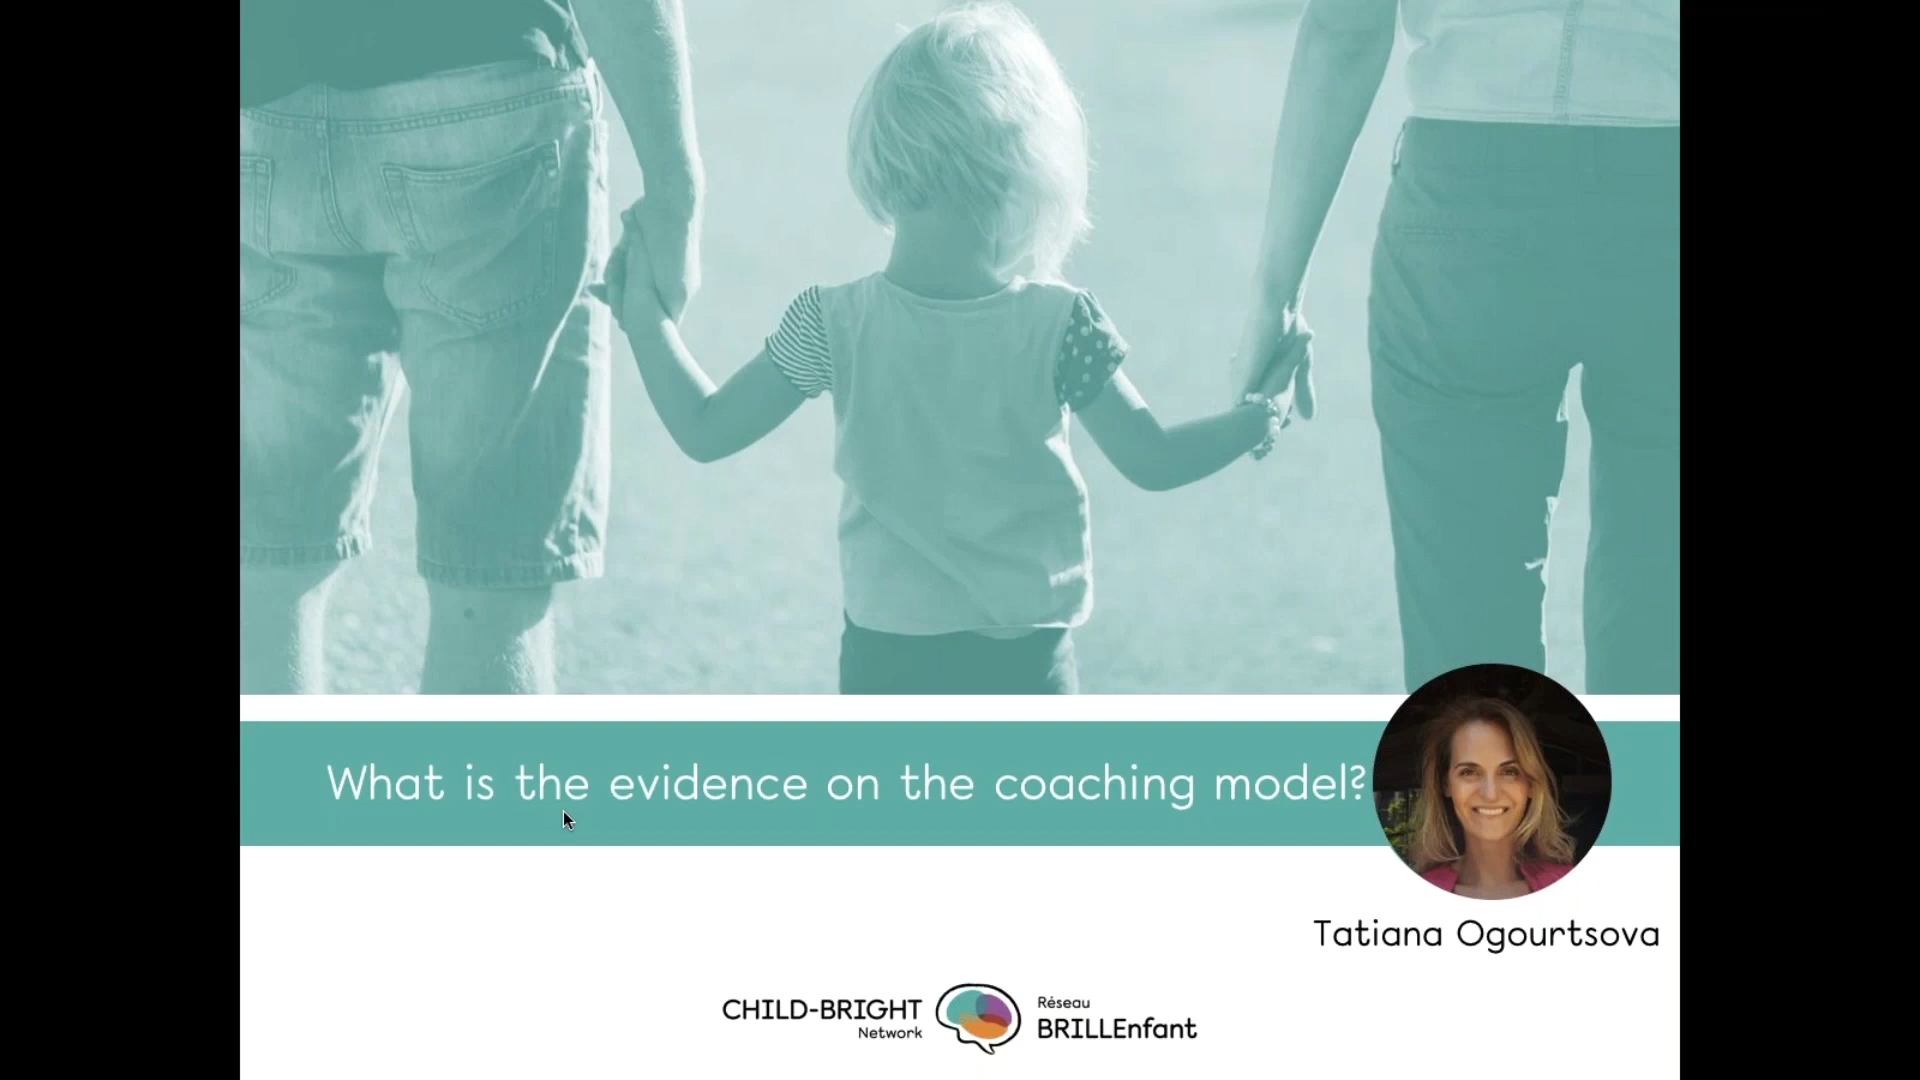 What is the evidence on the coaching model?
Tatiana Ogourtsova
CHILD-BRIGHT
Network
Réseau
BRILLEnfant